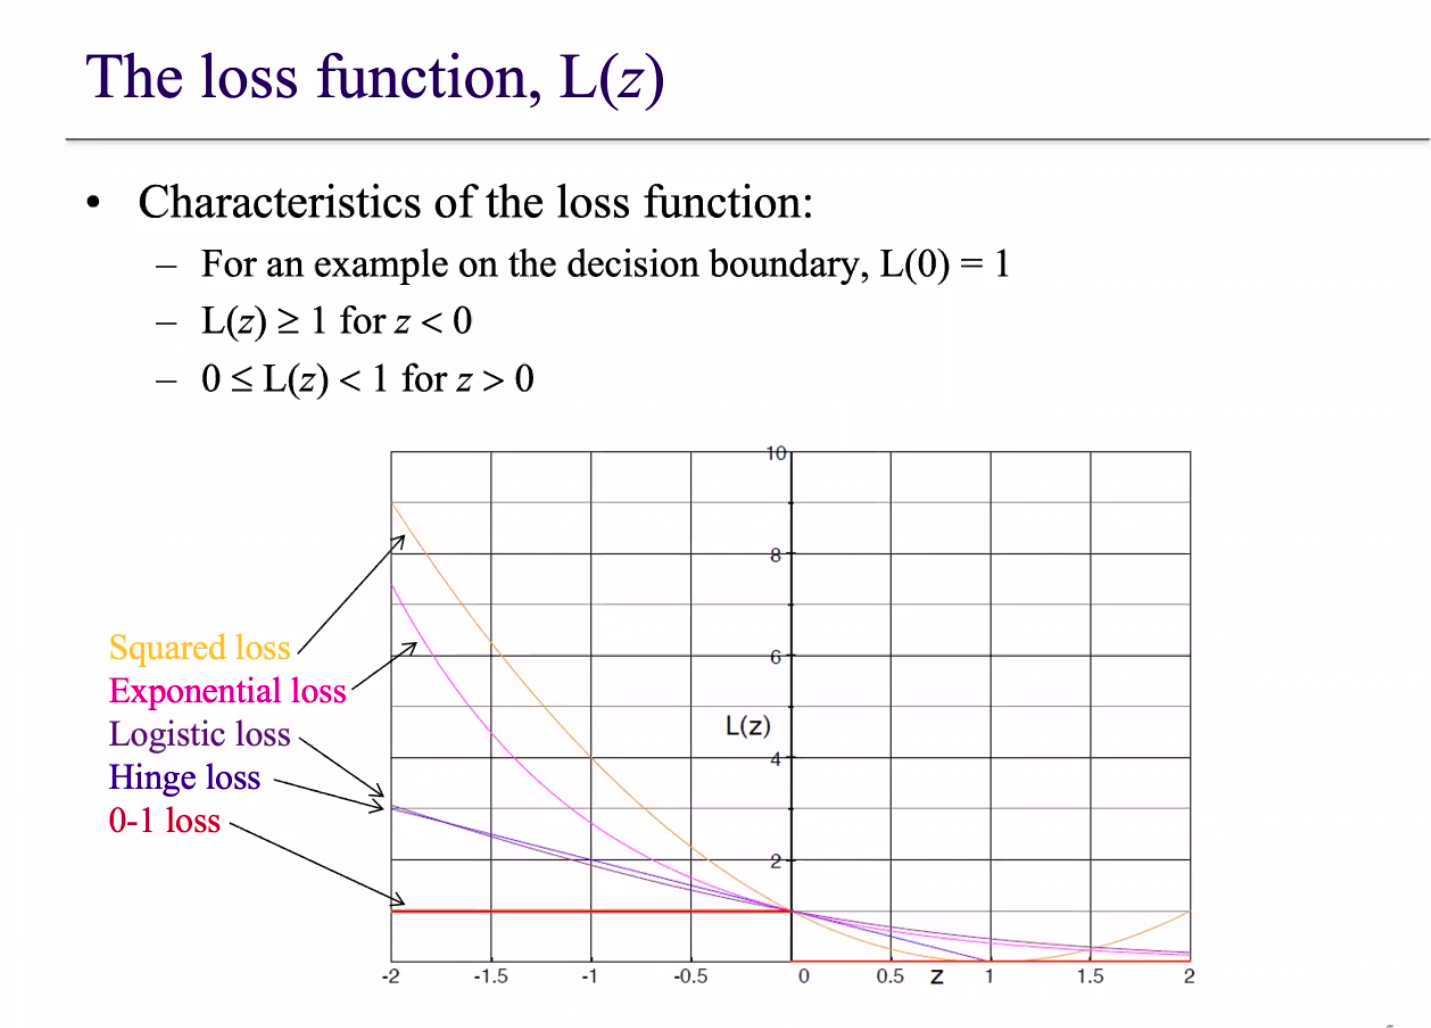 The loss function, L(z)
• Characteristics of the loss function:
– For an example on the decision boundary, L(0) = 1
– L(z) ≥ 1 for z < 0
– 0 ≤ L(z) < 1 for z > 0
10
8
6
4
2
L(z)
Squared loss
Exponential loss
Logistic loss
Hinge loss
0-1 loss
-2 -1.5 -1 -0.5 0 0.5 z 1 1.5 2